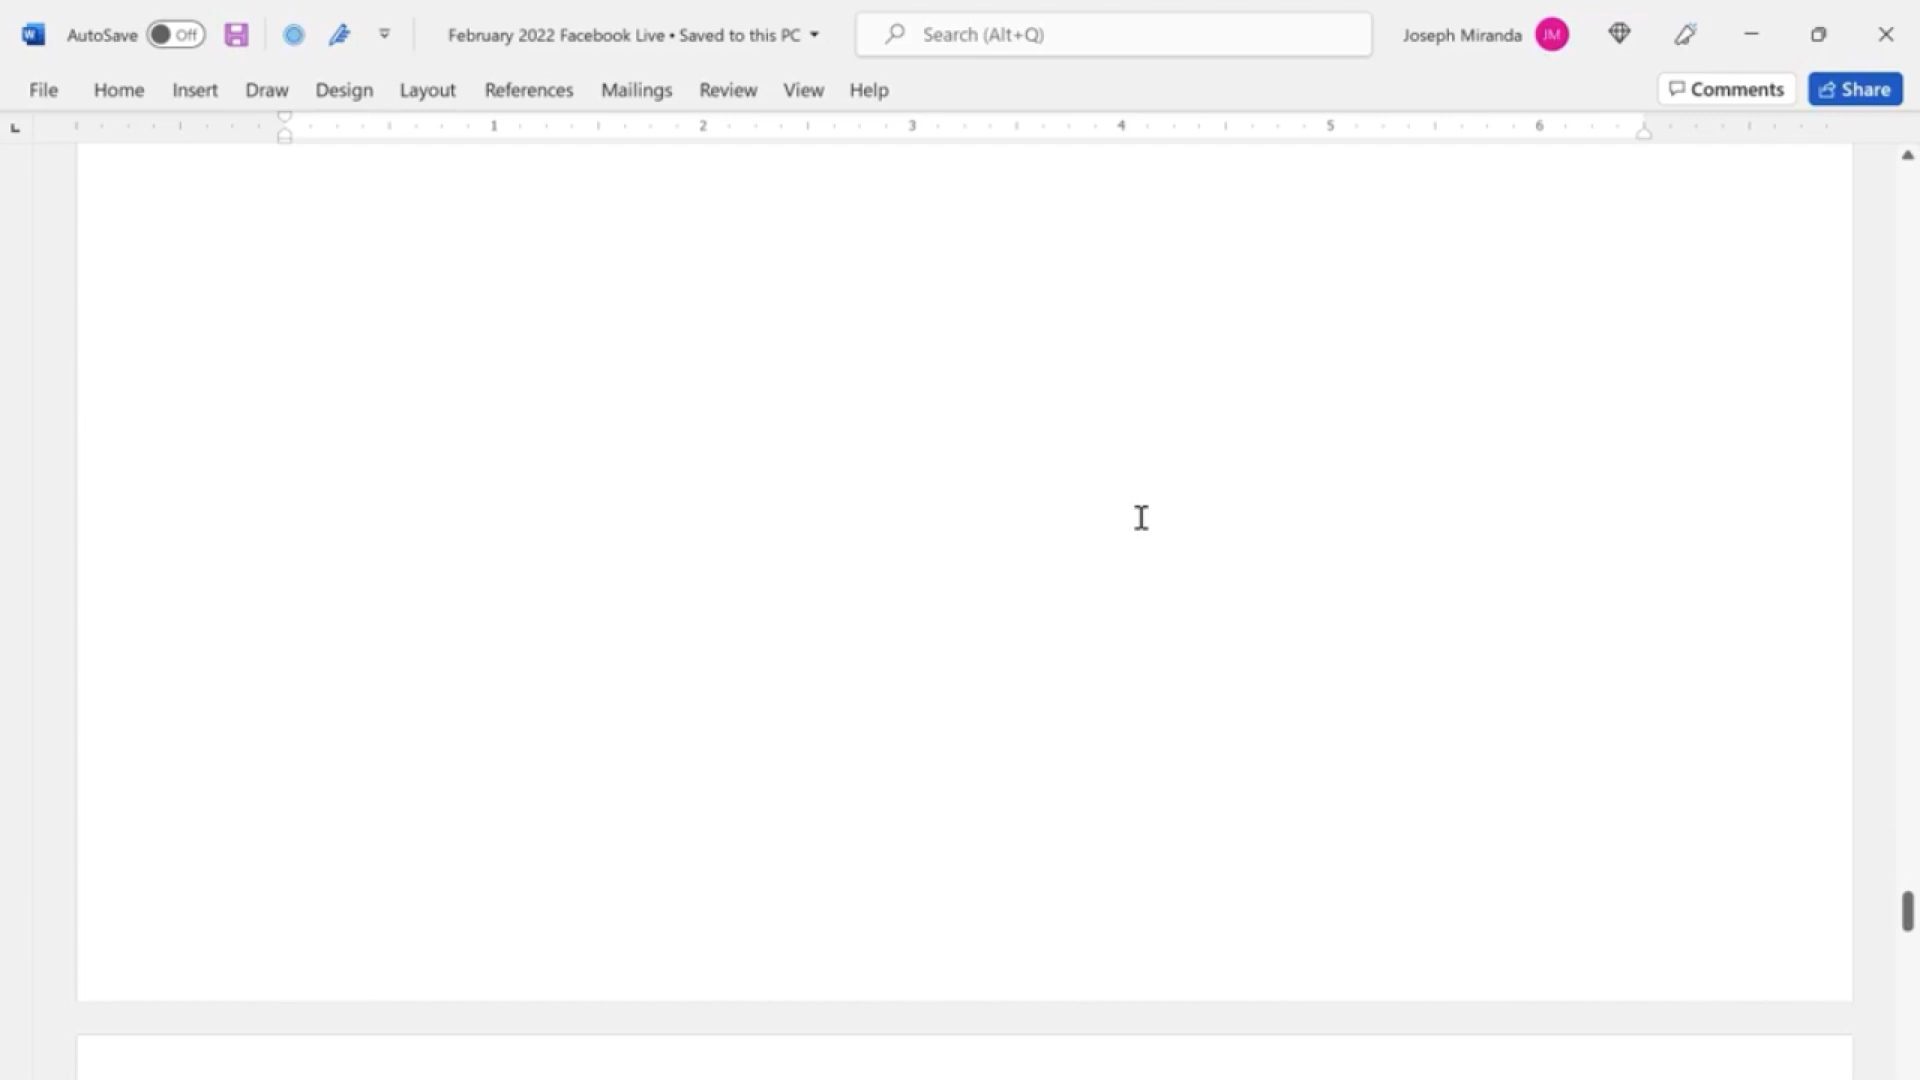 AutoSave Off February 2022 Facebook Live • Saved to this PC Search (Alt+Q) Joseph Miranda JM
File Home Insert Draw Design Layout References Mailings Review View Help Comments Share
1 2 3 4 5 6